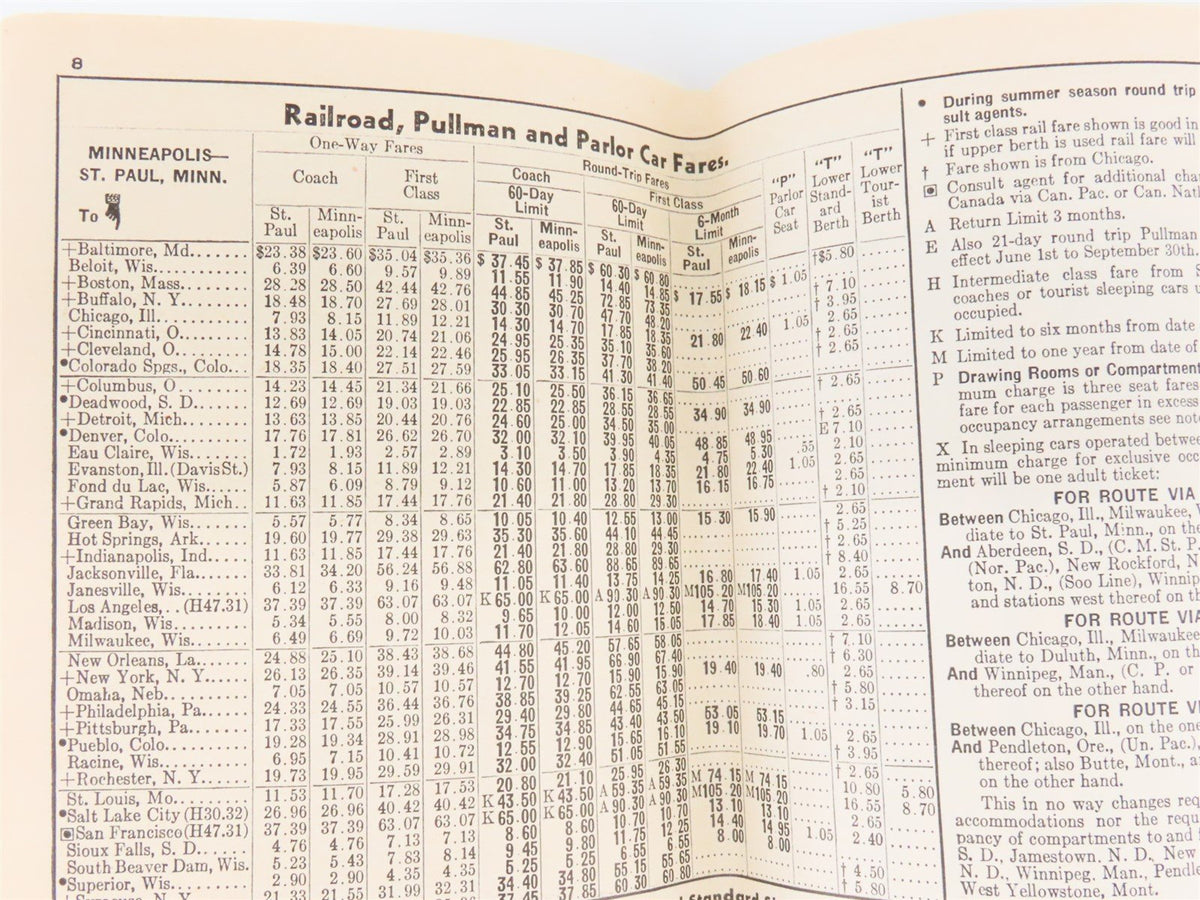 8
Railroad, Pullman and Parlor Car Fares.
MINNEAPOLIS—
ST. PAUL, MINN.
To
One-Way Fares
Round-Trip Fares
Coach
First
Class
Coach
60-Day
Limit
First Class
60-Day
Limit
6-Month
Limit
"P"
Parlor
Car
Seat
"T"
Lower
Stand-
ard
Berth
"T"
Lower
Tour-
ist
Berth
St. Paul Minn-eapolis St. Paul Minn-eapolis St. Paul Minn-eapolis St. Paul Minn-eapolis St. Paul Minn-eapolis
+Baltimore, Md...... $23.38 $23.60 $35.04 $35.36 $ 37.45 $ 37.85 $ 60.30 $ 60.80 †$5.80
Beloit, Wis........ 6.39 6.60 9.57 9.89 11.55 11.90 14.40 14.85 $ 17.55 $ 18.15 $ 1.05
+Boston, Mass...... 28.28 28.50 42.44 42.76 44.85 45.25 72.85 73.35 † 7.10
+Buffalo, N. Y....... 18.48 18.70 27.69 28.01 30.30 30.70 47.70 48.20 † 3.95
Chicago, Ill........ 7.93 8.15 11.89 12.21 14.30 14.70 17.85 18.35 21.80 22.40 1.05 2.65
+Cincinnati, O....... 13.83 14.05 20.74 21.06 24.95 25.35 35.10 35.60 † 2.65
+Cleveland, O....... 14.78 15.00 22.14 22.46 25.95 26.35 37.70 38.20 † 2.65
•Colorado Spgs., Colo... 18.35 18.40 27.51 27.59 33.05 33.15 41.30 41.40 50.45 50.60
+Columbus, O....... 14.23 14.45 21.34 21.66 25.10 25.50 36.15 36.65 † 2.65
•Deadwood, S. D...... 12.69 12.69 19.03 19.03 22.85 22.85 28.55 28.55 34.90 34.90
+Detroit, Mich....... 13.63 13.85 20.44 20.76 24.60 25.00 34.50 35.00 † 2.65
•Denver, Colo........ 17.76 17.81 26.62 26.70 32.00 32.10 39.95 40.05 48.85 48.95 E 7.10
Eau Claire, Wis...... 1.72 1.93 2.57 2.89 3.10 3.50 3.90 4.35 4.75 5.30 .55 2.10
Evanston, Ill. (Davis St.) 7.93 8.15 11.89 12.21 14.30 14.70 17.85 18.35 21.80 22.40 1.05 2.65
Fond du Lac, Wis..... 5.87 6.09 8.79 9.12 10.60 11.00 13.20 13.70 16.15 16.75 2.65
+Grand Rapids, Mich.. 11.63 11.85 17.44 17.76 21.40 21.80 28.80 29.30 † 2.10
Green Bay, Wis...... 5.57 5.77 8.34 8.65 10.05 10.40 12.55 13.00 15.30 15.90 2.65
Hot Springs, Ark..... 19.60 19.77 29.38 29.63 35.30 35.60 44.10 44.45 † 5.25
+Indianapolis, Ind.... 11.63 11.85 17.44 17.76 21.40 21.80 28.80 29.30 † 2.65
Jacksonville, Fla..... 33.81 34.20 56.24 56.88 62.80 63.60 88.65 89.65 † 8.40
Janesville, Wis...... 6.12 6.33 9.16 9.48 11.05 11.40 13.75 14.25 16.80 17.40 1.05 2.65
Los Angeles,.. (H47.31) 37.39 37.39 63.07 63.07 K 65.00 K 65.00 A 90.30 A 90.30 M105.20 M105.20 16.55 8.70
Madison, Wis....... 5.34 5.55 8.00 8.32 9.65 10.00 12.00 12.50 14.70 15.30 1.05 2.65
Milwaukee, Wis..... 6.49 6.69 9.72 10.03 11.70 12.05 14.60 15.05 17.85 18.40 1.05 2.65
New Orleans, La..... 24.88 25.10 38.43 38.68 44.80 45.20 57.65 58.05 † 7.10
+New York, N. Y..... 26.13 26.35 39.14 39.46 41.55 41.95 66.90 67.40 † 6.30
Omaha, Neb........ 7.05 7.05 10.57 10.57 12.70 12.70 15.90 15.90 19.40 19.40 .80 2.65
+Philadelphia, Pa..... 24.33 24.55 36.44 36.76 38.85 39.25 62.55 63.05 † 5.80
+Pittsburgh, Pa...... 17.33 17.55 25.99 26.31 29.40 29.80 44.65 45.15 † 3.15
•Pueblo, Colo........ 19.28 19.34 28.91 28.98 34.75 34.85 43.40 43.50 53.05 53.15
Racine, Wis........ 6.95 7.15 10.41 10.72 12.55 12.90 15.65 16.10 19.10 19.70 1.05 2.65
+Rochester, N. Y..... 19.73 19.95 29.59 29.91 32.00 32.40 51.05 51.55 † 3.95
St. Louis, Mo....... 11.53 11.70 17.28 17.53 20.80 21.10 25.95 26.30 † 2.65
•Salt Lake City (H30.32) 26.96 26.96 40.42 40.42 K 43.50 K 43.50 A 59.35 A 59.35 M 74.15 M 74.15 10.80 5.80
San Francisco (H47.31) 37.39 37.39 63.07 63.07 K 65.00 K 65.00 A 90.30 A 90.30 M105.20 M105.20 16.55 8.70
Sioux Falls, S. D..... 4.76 4.76 7.13 7.13 8.60 8.60 10.70 10.70 13.10 13.10 2.65
South Beaver Dam, Wis. 5.23 5.43 7.83 8.14 9.45 9.80 11.75 12.25 14.40 14.95 1.05 2.40
•Superior, Wis....... 2.90 2.90 4.35 4.35 5.25 5.25 6.55 6.55 8.00 8.00
21.33 21.55 31.99 32.31 34.40 34.80 55.15 55.65 † 4.50
37.45 37.85 60.30 60.80 † 5.80
• During summer season round trip
sult agents.
+ First class rail fare shown is good in
if upper berth is used rail fare will
† Fare shown is from Chicago.
Consult agent for additional
Canada via Can. Pac. or Can.
A Return Limit 3 months.
E Also 21-day round trip Pullman
effect June 1st to September 30th.
H Intermediate class fare from
coaches or tourist sleeping cars
occupied.
K Limited to six months from date
M Limited to one year from date of
P Drawing Rooms or Compartment
mum charge is three seat fares
fare for each passenger in excess
occupancy arrangements see
X In sleeping cars operated
minimum charge for exclusive
ment will be one adult ticket:
FOR ROUTE VIA
Between Chicago, Ill., Milwaukee,
diate to St. Paul, Minn., on
And Aberdeen, S. D., (C. M. St. P.
(Nor. Pac.), New Rockford, N
ton, N. D., (Soo Line),
and stations west thereof on
FOR ROUTE
Between Chicago, Ill., Milwaukee
diate to Duluth, Minn., on
And Winnipeg, Man., (C. P. or
thereof on the other hand.
FOR ROUTE
Between Chicago, Ill., on the
And Pendleton, Ore., (Un. Pac.),
thereof; also Butte, Mont.,
on the other hand.
This in no way changes
accommodations nor the
pancy of compartments to and
S. D., Jamestown, N. D., New
N. D., Winnipeg, Man.,
West Yellowstone, Mont.